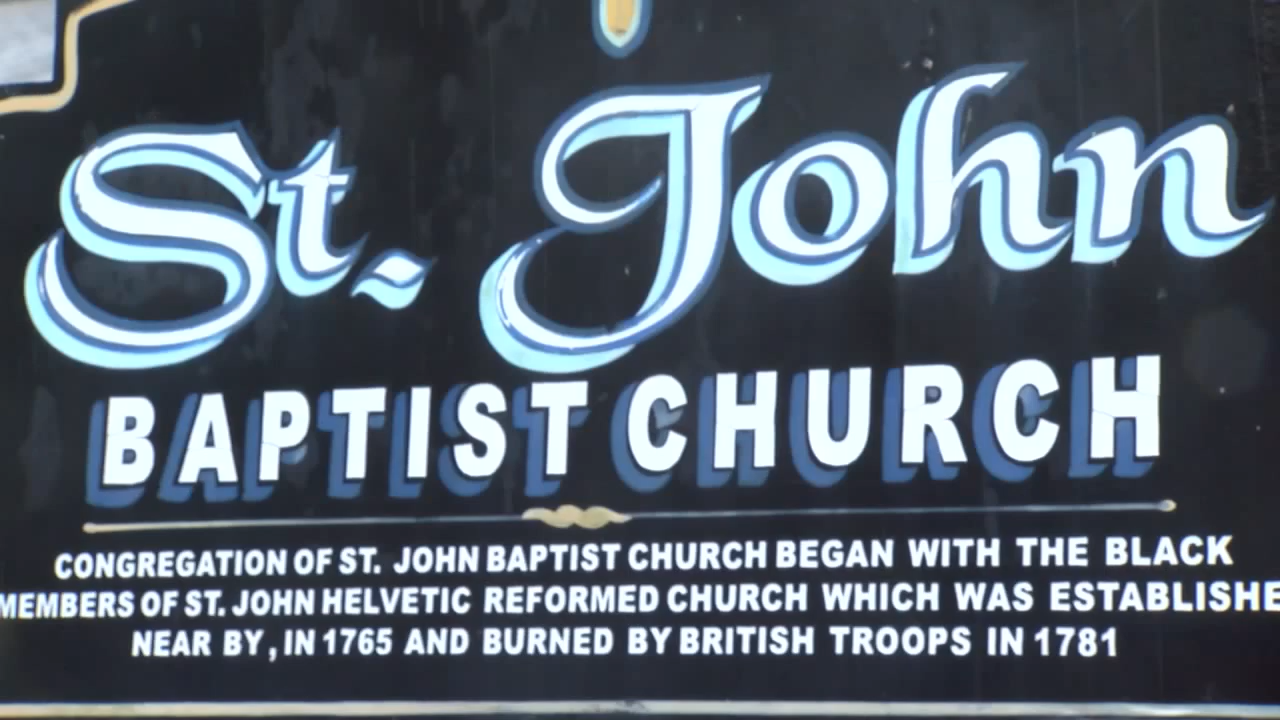 St. John
BAPTIST CHURCH
CONGREGATION OF ST. JOHN BAPTIST CHURCH BEGAN WITH THE BLACK
MEMBERS OF ST. JOHN HELVETIC REFORMED CHURCH WHICH WAS ESTABLISHE
NEAR BY, IN 1765 AND BURNED BY BRITISH TROOPS IN 1781